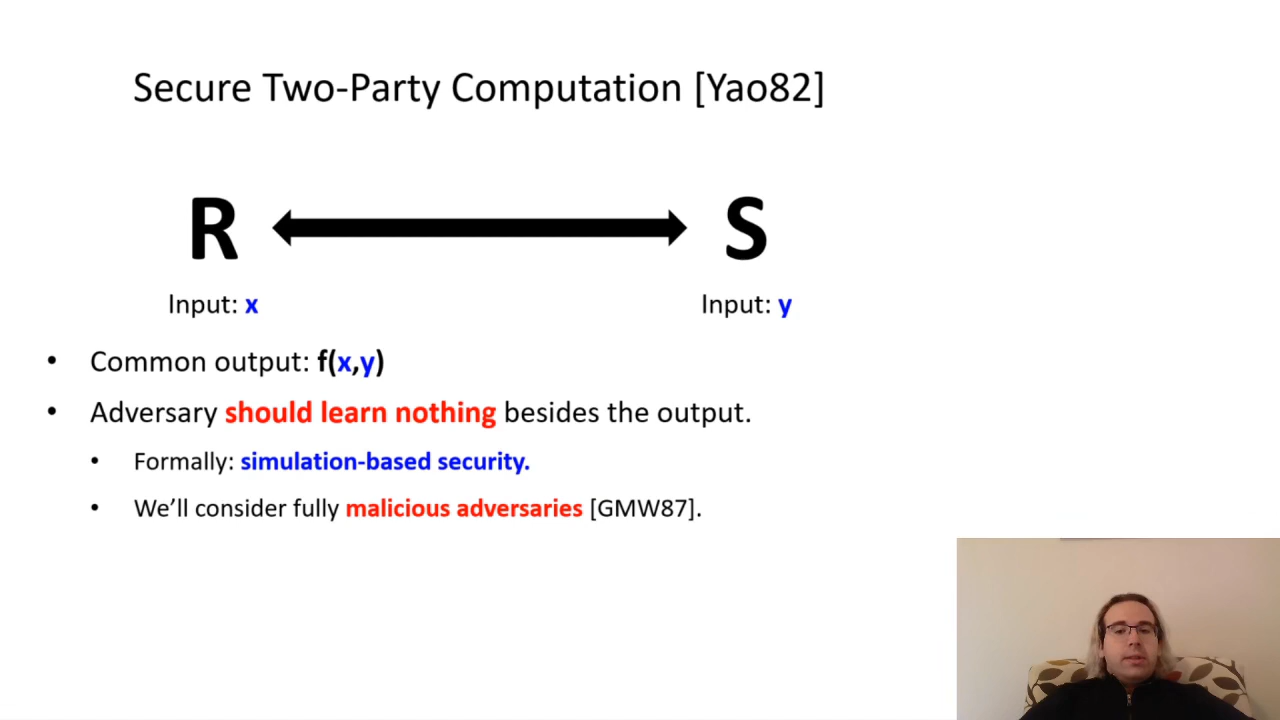 Secure Two-Party Computation [Yao82]
R S
Input: x Input: y
• Common output: f(x,y)
• Adversary should learn nothing besides the output.
• Formally: simulation-based security.
• We’ll consider fully malicious adversaries [GMW87].